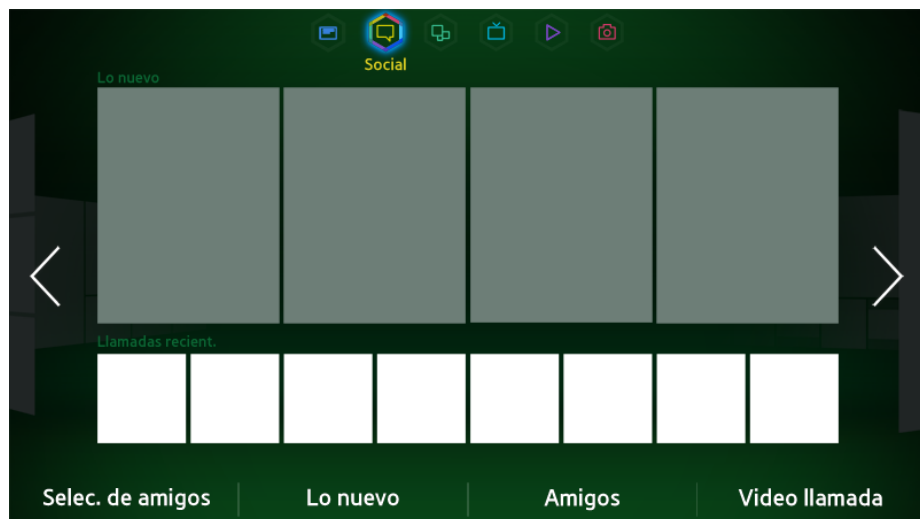 Social
Lo nuevo
Llamadas recient.
Selec. de amigos
Lo nuevo
Amigos
Video llamada